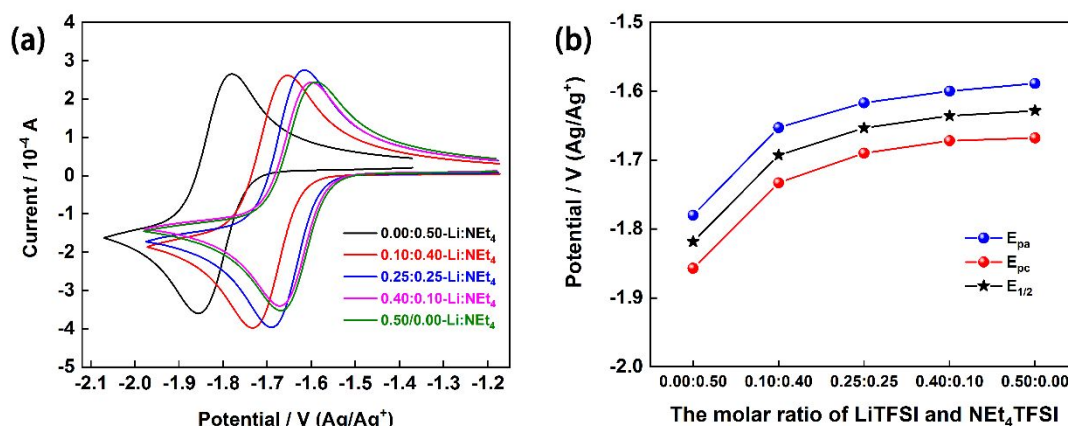 (a)
Current / 10⁻⁴ A
4
3
2
1
0
-1
-2
-3
-4
-5
0.00:0.50-Li:NEt₄
0.10:0.40-Li:NEt₄
0.25:0.25-Li:NEt₄
0.40:0.10-Li:NEt₄
0.50/0.00-Li:NEt₄
-2.1 -2.0 -1.9 -1.8 -1.7 -1.6 -1.5 -1.4 -1.3 -1.2
Potential / V (Ag/Ag⁺)
(b)
Potential / V (Ag/Ag⁺)
-1.5
-1.6
-1.7
-1.8
-1.9
-2.0
Eₚₐ
E_pc
E₁/₂
0.00:0.50 0.10:0.40 0.25:0.25 0.40:0.10 0.50:0.00
The molar ratio of LiTFSI and NEt₄TFSI